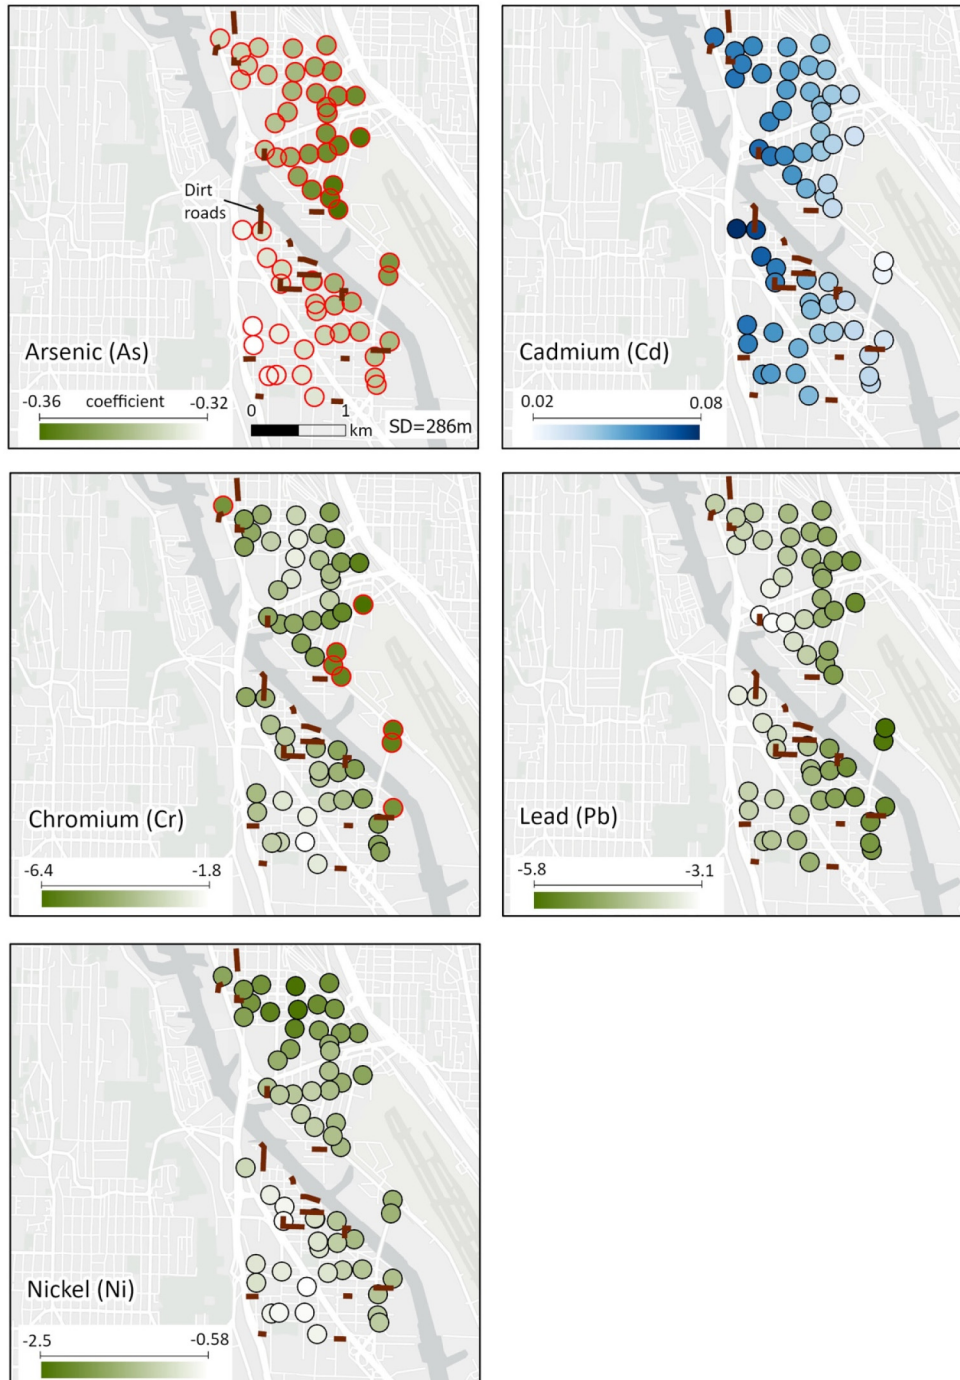 Dirt
roads
Arsenic (As)
-0.36 coefficient -0.32
0 1
km
SD=286m
Cadmium (Cd)
0.02 0.08
Chromium (Cr)
-6.4 -1.8
Lead (Pb)
-5.8 -3.1
Nickel (Ni)
-2.5 -0.58